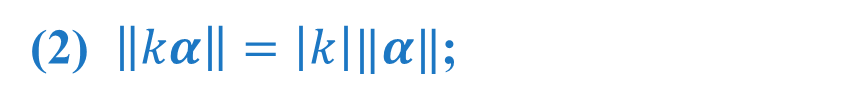 (2) ‖k𝜶‖ = |k|‖𝜶‖;